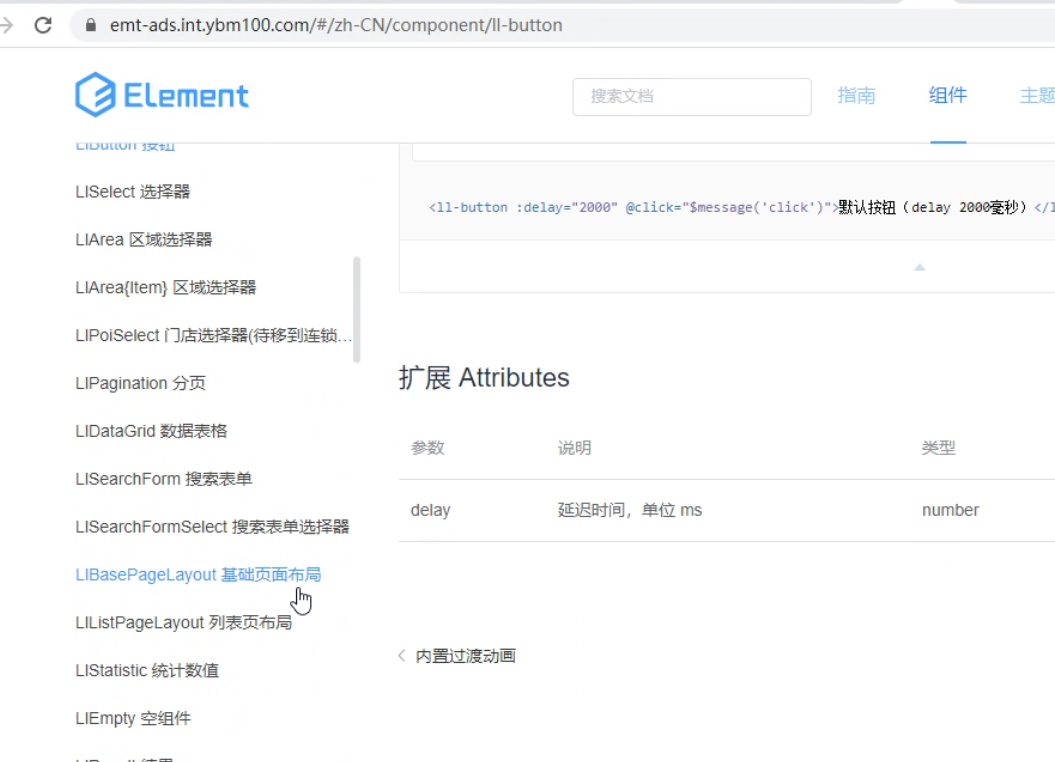 emt-ads.int.ybm100.com/#/zh-CN/component/ll-button
Element
搜索文档
指南
组件
主题
LlButton 按钮
LlSelect 选择器
LlArea 区域选择器
LlArea{Item} 区域选择器
LlPoiSelect 门店选择器(待移到连锁...
LlPagination 分页
LlDataGrid 数据表格
LlSearchForm 搜索表单
LlSearchFormSelect 搜索表单选择器
LlBasePageLayout 基础页面布局
LlListPageLayout 列表页布局
LlStatistic 统计数值
LlEmpty 空组件
<ll-button :delay="2000" @click="$message('click')">默认按钮（delay 2000毫秒）</l
扩展 Attributes
参数 说明 类型
delay 延迟时间，单位 ms number
内置过渡动画